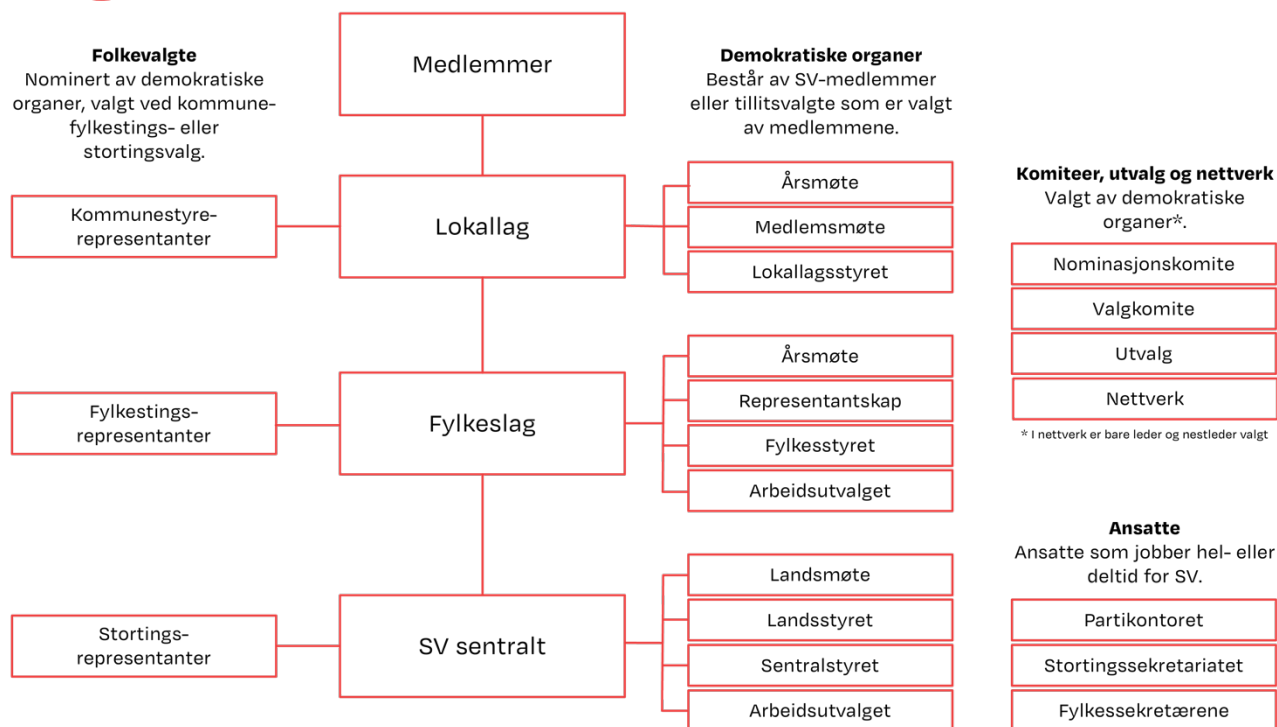 Folkevalgte
Nominert av demokratiske
organer, valgt ved kommune-
fylkestings- eller
stortingsvalg.
Medlemmer
Demokratiske organer
Består av SV-medlemmer
eller tillitsvalgte som er valgt
av medlemmene.
Kommunestyre-
representanter
Lokallag
Årsmøte
Medlemsmøte
Lokallagsstyret
Komiteer, utvalg og nettverk
Valgt av demokratiske
organer*.
Nominasjonskomite
Valgkomite
Utvalg
Nettverk
* I nettverk er bare leder og nestleder valgt
Fylkestings-
representanter
Fylkeslag
Årsmøte
Representantskap
Fylkesstyret
Arbeidsutvalget
Stortings-
representanter
SV sentralt
Landsmøte
Landsstyret
Sentralstyret
Arbeidsutvalget
Ansatte
Ansatte som jobber hel- eller
deltid for SV.
Partikontoret
Stortingssekretariatet
Fylkessekretærene